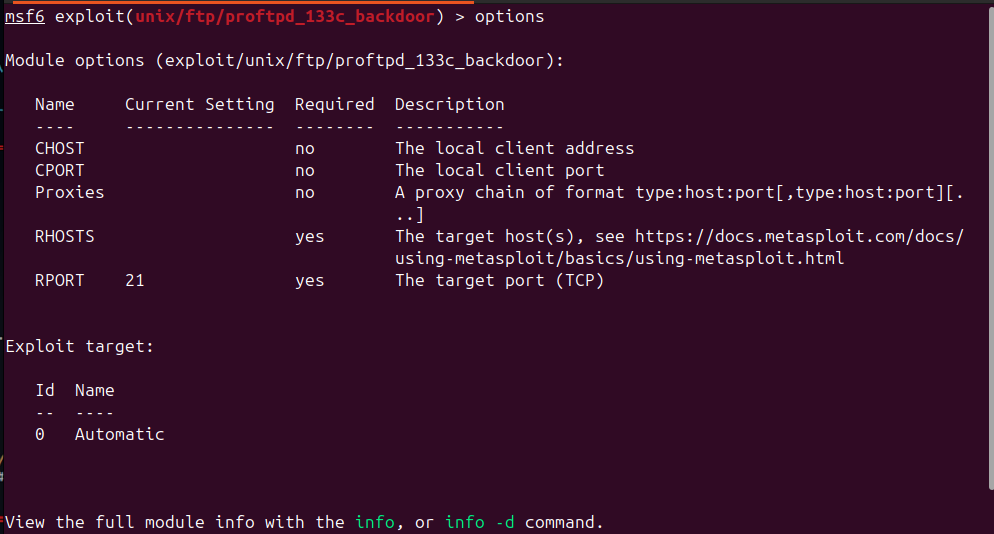 msf6 exploit(unix/ftp/proftpd_133c_backdoor) > options
Module options (exploit/unix/ftp/proftpd_133c_backdoor):
Name Current Setting Required Description
---- --------------- -------- -----------
CHOST no The local client address
CPORT no The local client port
Proxies no A proxy chain of format type:host:port[,type:host:port][.
..]
RHOSTS yes The target host(s), see https://docs.metasploit.com/docs/
using-metasploit/basics/using-metasploit.html
RPORT 21 yes The target port (TCP)
Exploit target:
Id Name
-- ----
0 Automatic
View the full module info with the info, or info -d command.